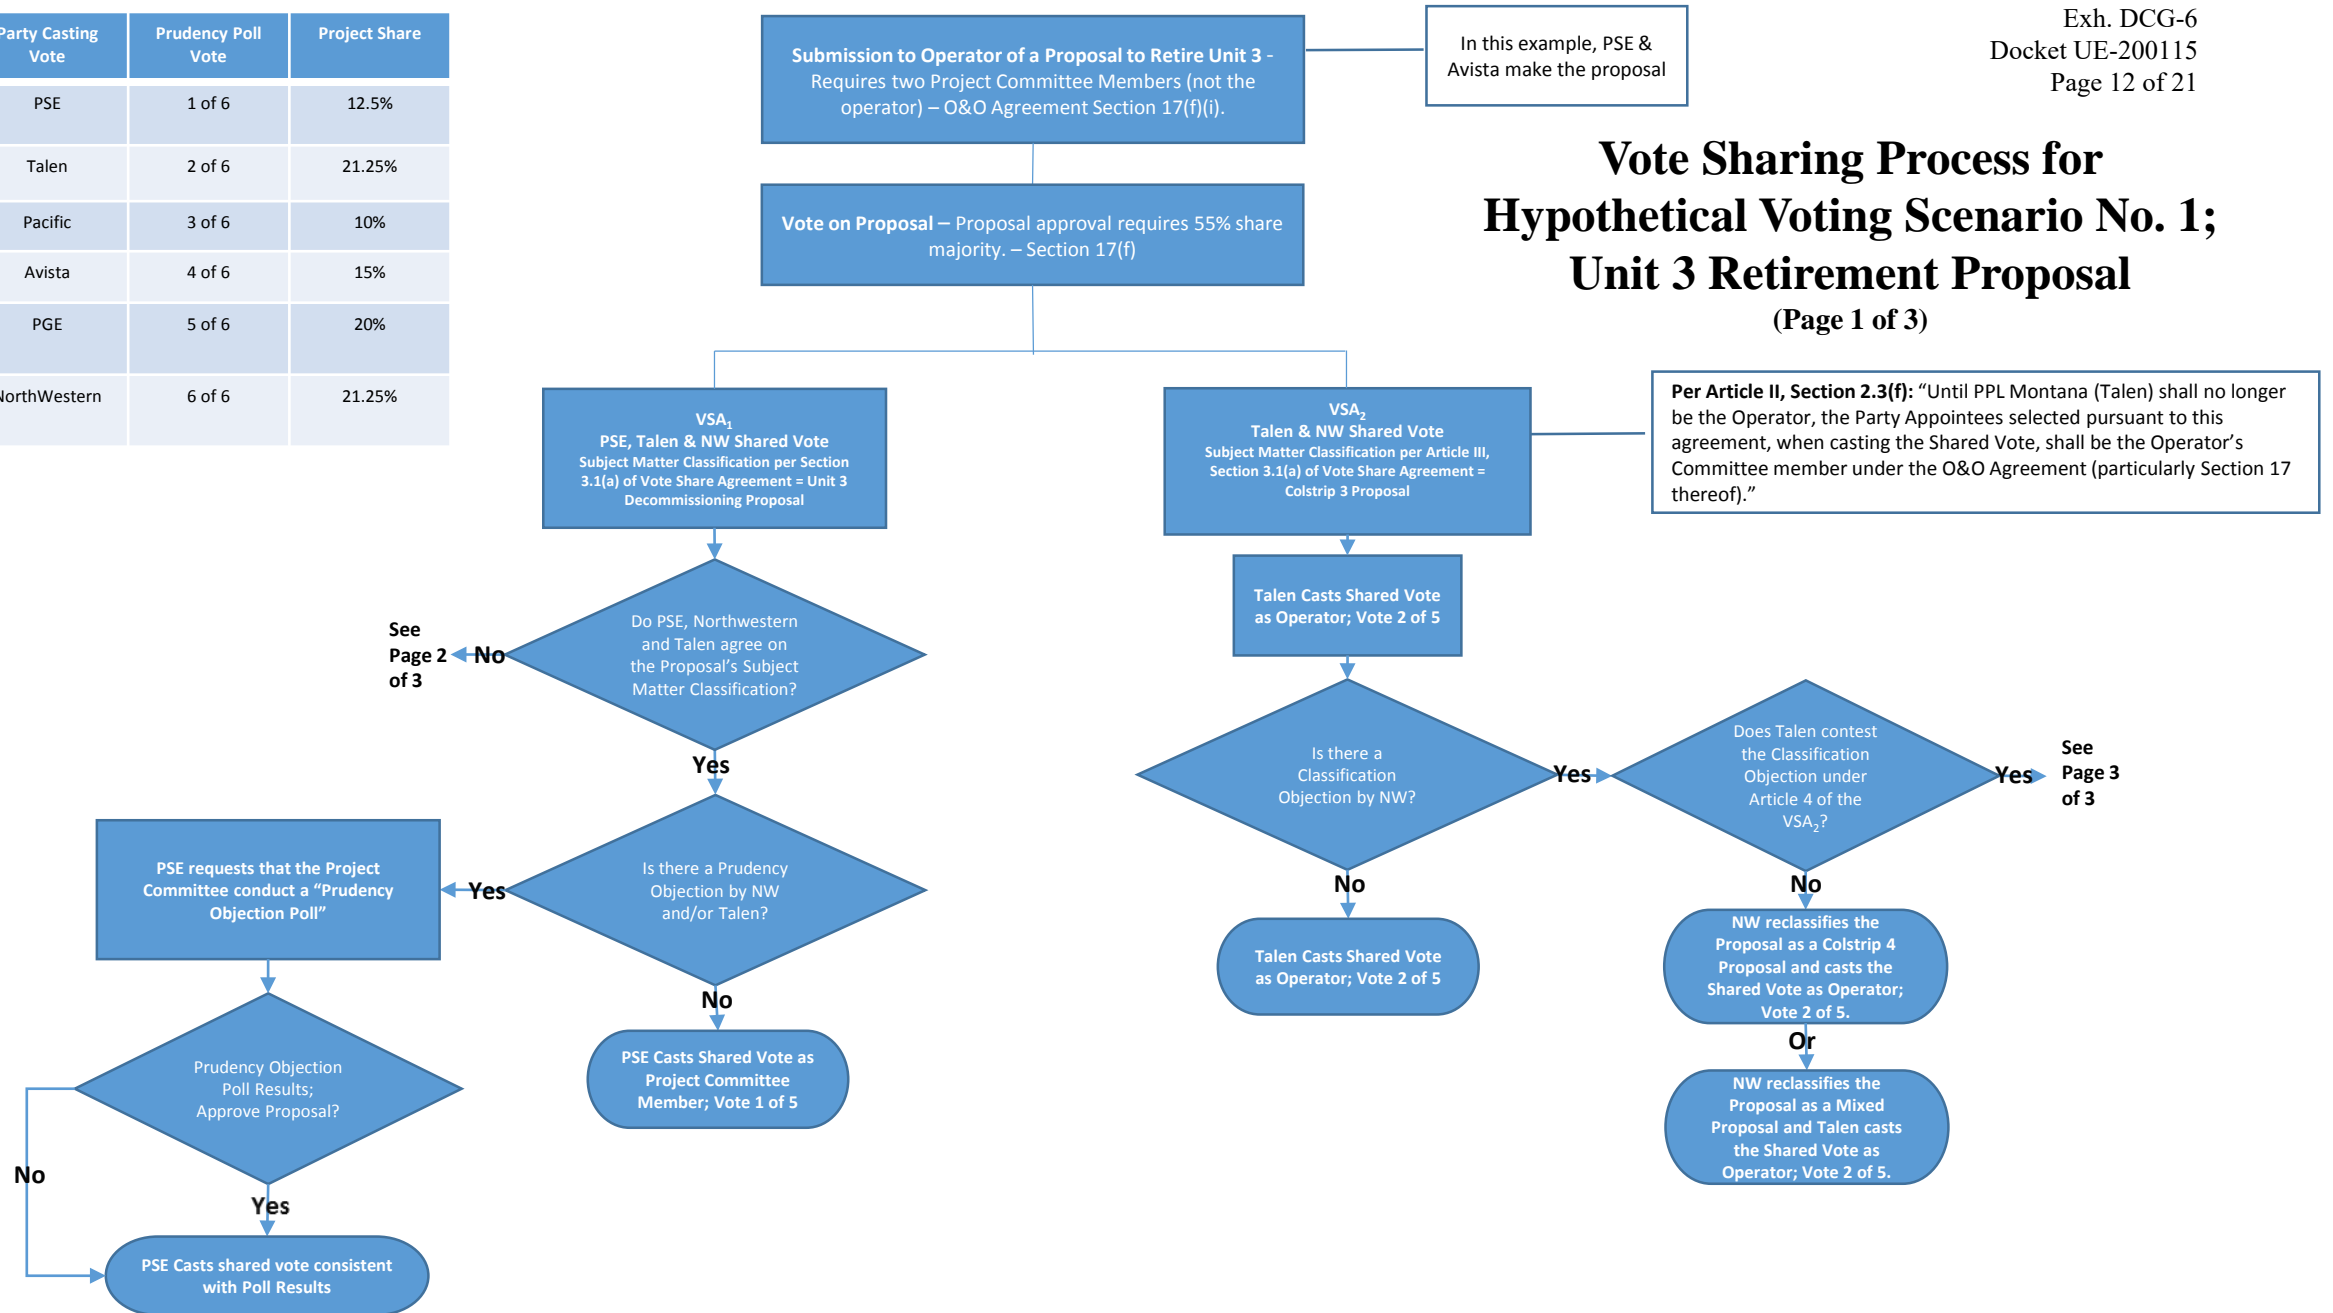 Exh. DCG-6
Docket UE-200115
Page 12 of 21
Party Casting Vote
Prudency Poll Vote
Project Share
PSE
1 of 6
12.5%
Talen
2 of 6
21.25%
Pacific
3 of 6
10%
Avista
4 of 6
15%
PGE
5 of 6
20%
NorthWestern
6 of 6
21.25%
Submission to Operator of a Proposal to Retire Unit 3 -
Requires two Project Committee Members (not the
operator) – O&O Agreement Section 17(f)(i).
In this example, PSE &
Avista make the proposal
Vote Sharing Process for
Hypothetical Voting Scenario No. 1;
Unit 3 Retirement Proposal
(Page 1 of 3)
Vote on Proposal – Proposal approval requires 55% share
majority. – Section 17(f)
VSA1
PSE, Talen & NW Shared Vote
Subject Matter Classification per Section
3.1(a) of Vote Share Agreement = Unit 3
Decommissioning Proposal
VSA2
Talen & NW Shared Vote
Subject Matter Classification per Article III,
Section 3.1(a) of Vote Share Agreement =
Colstrip 3 Proposal
Per Article II, Section 2.3(f): “Until PPL Montana (Talen) shall no longer
be the Operator, the Party Appointees selected pursuant to this
agreement, when casting the Shared Vote, shall be the Operator’s
Committee member under the O&O Agreement (particularly Section 17
thereof).”
Do PSE, Northwestern
and Talen agree on
the Proposal’s Subject
Matter Classification?
No
See
Page 2
of 3
Yes
Talen Casts Shared Vote
as Operator; Vote 2 of 5
Is there a
Classification
Objection by NW?
Yes
Does Talen contest
the Classification
Objection under
Article 4 of the
VSA2?
Yes
See
Page 3
of 3
Is there a Prudency
Objection by NW
and/or Talen?
Yes
PSE requests that the Project
Committee conduct a “Prudency
Objection Poll”
No
PSE Casts Shared Vote as
Project Committee
Member; Vote 1 of 5
No
Talen Casts Shared Vote
as Operator; Vote 2 of 5
No
NW reclassifies the
Proposal as a Colstrip 4
Proposal and casts the
Shared Vote as Operator;
Vote 2 of 5.
Or
NW reclassifies the
Proposal as a Mixed
Proposal and Talen casts
the Shared Vote as
Operator; Vote 2 of 5.
Prudency Objection
Poll Results;
Approve Proposal?
No
Yes
PSE Casts shared vote consistent
with Poll Results